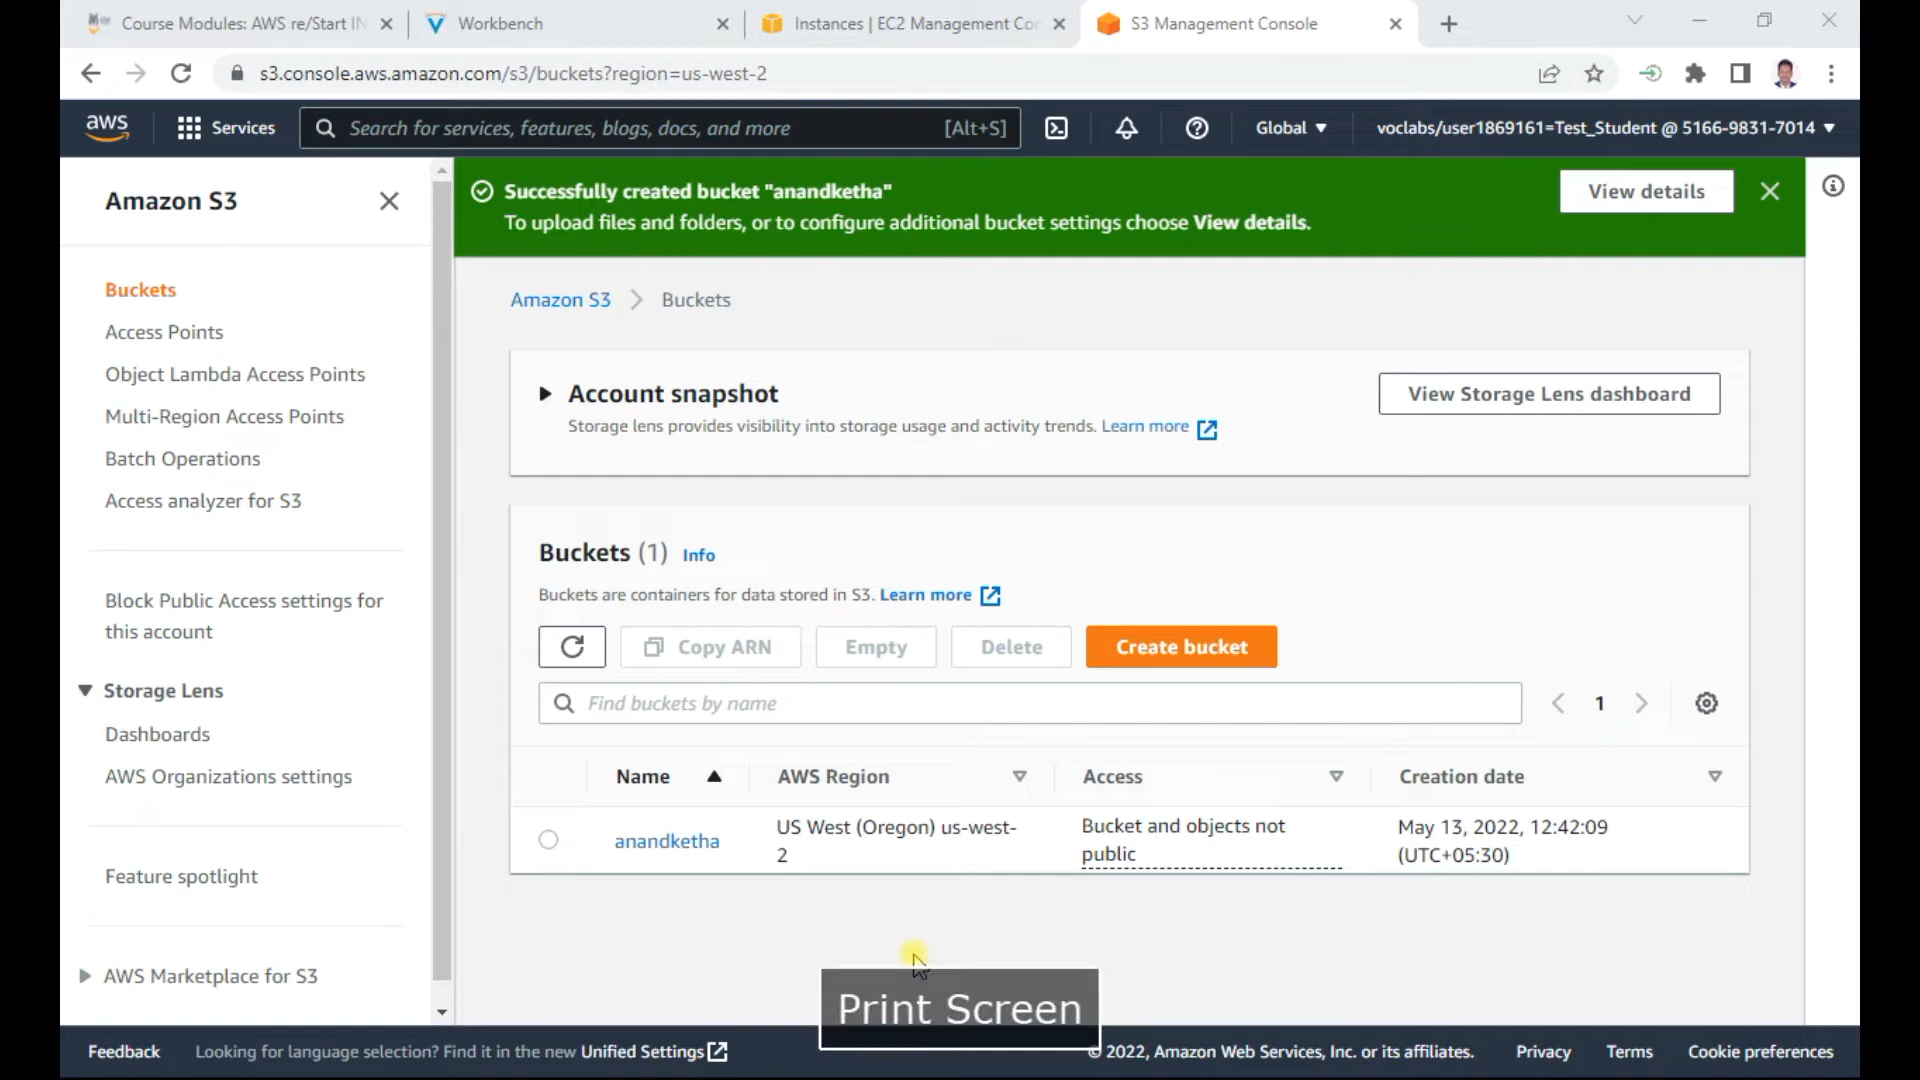 Course Modules: AWS re/Start IN
Workbench
Instances | EC2 Management Con
S3 Management Console
s3.console.aws.amazon.com/s3/buckets?region=us-west-2
aws
Services
Search for services, features, blogs, docs, and more
[Alt+S]
Global
voclabs/user1869161=Test_Student @ 5166-9831-7014
Amazon S3
Buckets
Access Points
Object Lambda Access Points
Multi-Region Access Points
Batch Operations
Access analyzer for S3
Block Public Access settings for
this account
Storage Lens
Dashboards
AWS Organizations settings
Feature spotlight
AWS Marketplace for S3
Successfully created bucket "anandketha"
To upload files and folders, or to configure additional bucket settings choose View details.
View details
Amazon S3
Buckets
Account snapshot
Storage lens provides visibility into storage usage and activity trends. Learn more
View Storage Lens dashboard
Buckets (1) Info
Buckets are containers for data stored in S3. Learn more
Copy ARN
Empty
Delete
Create bucket
Find buckets by name
1
Name
AWS Region
Access
Creation date
anandketha
US West (Oregon) us-west-
2
Bucket and objects not
public
May 13, 2022, 12:42:09
(UTC+05:30)
Print Screen
Feedback
Looking for language selection? Find it in the new Unified Settings
© 2022, Amazon Web Services, Inc. or its affiliates.
Privacy
Terms
Cookie preferences